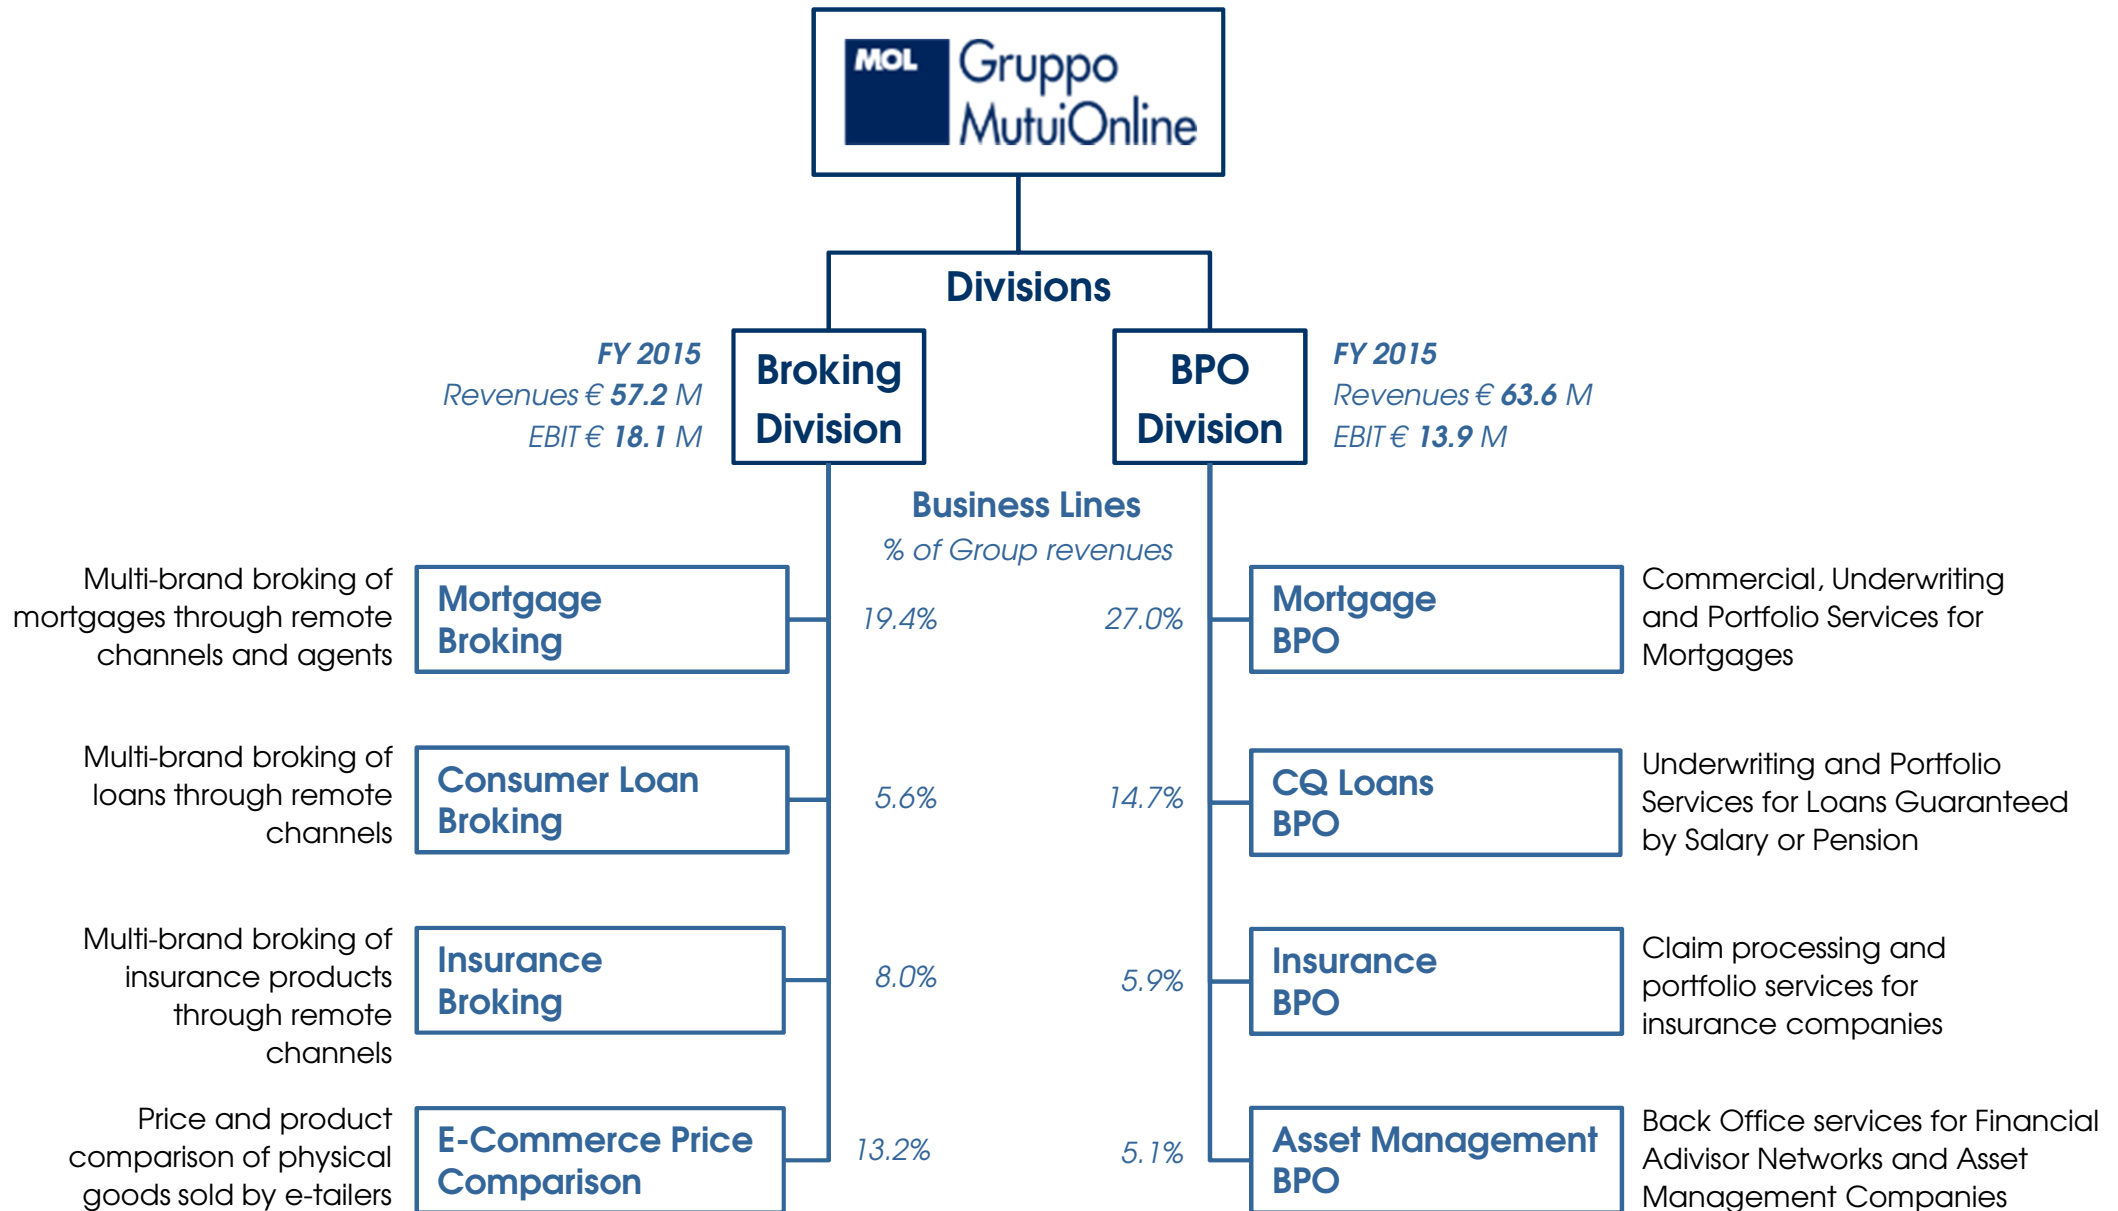 MOL
Gruppo
MutuiOnline
Divisions
FY 2015
Revenues € 57.2 M
EBIT € 18.1 M
Broking
Division
BPO
Division
FY 2015
Revenues € 63.6 M
EBIT € 13.9 M
Business Lines
% of Group revenues
Multi-brand broking of
mortgages through remote
channels and agents
Mortgage
Broking
19.4%
27.0%
Mortgage
BPO
Commercial, Underwriting
and Portfolio Services for
Mortgages
Multi-brand broking of
loans through remote
channels
Consumer Loan
Broking
5.6%
14.7%
CQ Loans
BPO
Underwriting and Portfolio
Services for Loans Guaranteed
by Salary or Pension
Multi-brand broking of
insurance products
through remote
channels
Insurance
Broking
8.0%
5.9%
Insurance
BPO
Claim processing and
portfolio services for
insurance companies
Price and product
comparison of physical
goods sold by e-tailers
E-Commerce Price
Comparison
13.2%
5.1%
Asset Management
BPO
Back Office services for Financial
Adivisor Networks and Asset
Management Companies